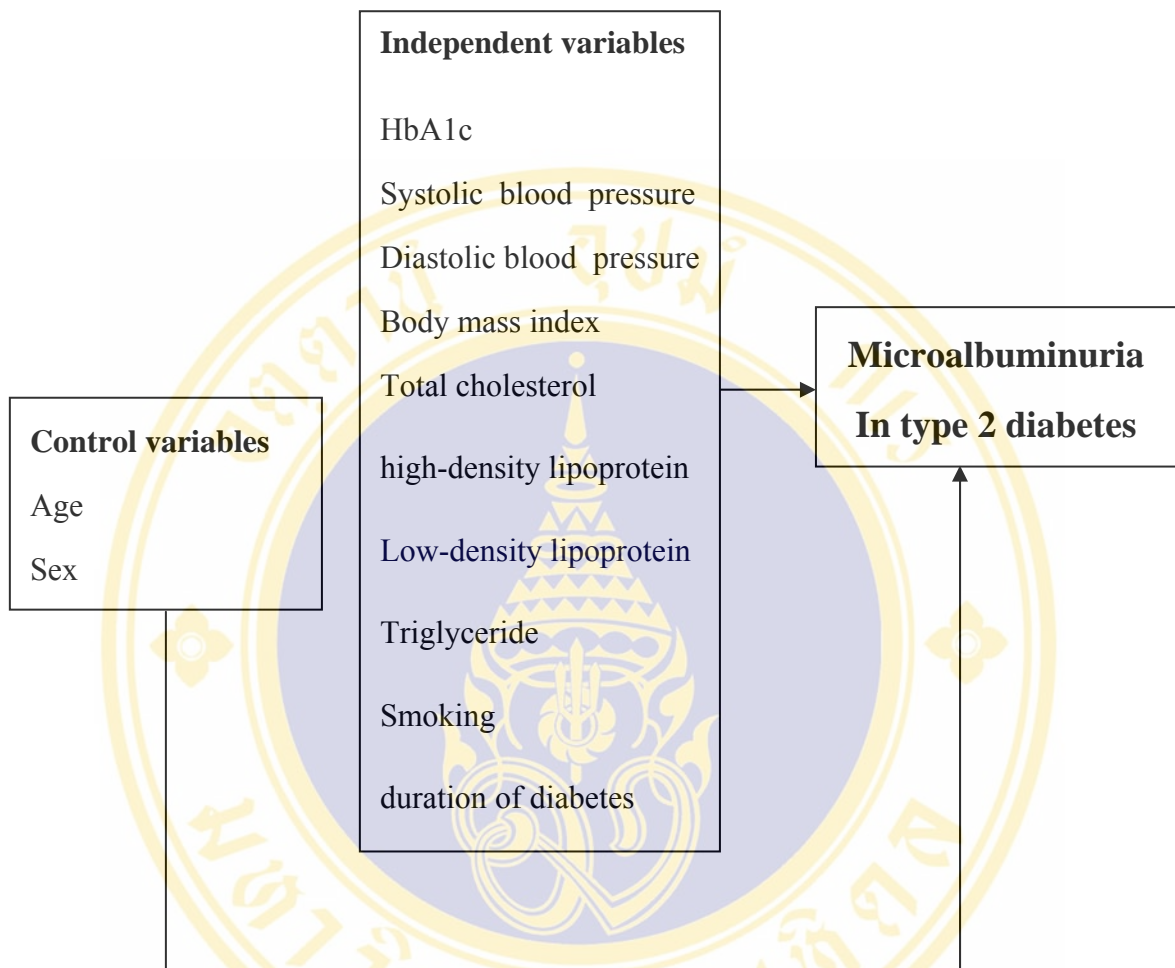 Independent variables
HbA1c
Systolic blood pressure
Diastolic blood pressure
Body mass index
Total cholesterol
high-density lipoprotein
Low-density lipoprotein
Triglyceride
Smoking
duration of diabetes
Control variables
Age
Sex
Microalbuminuria
In type 2 diabetes